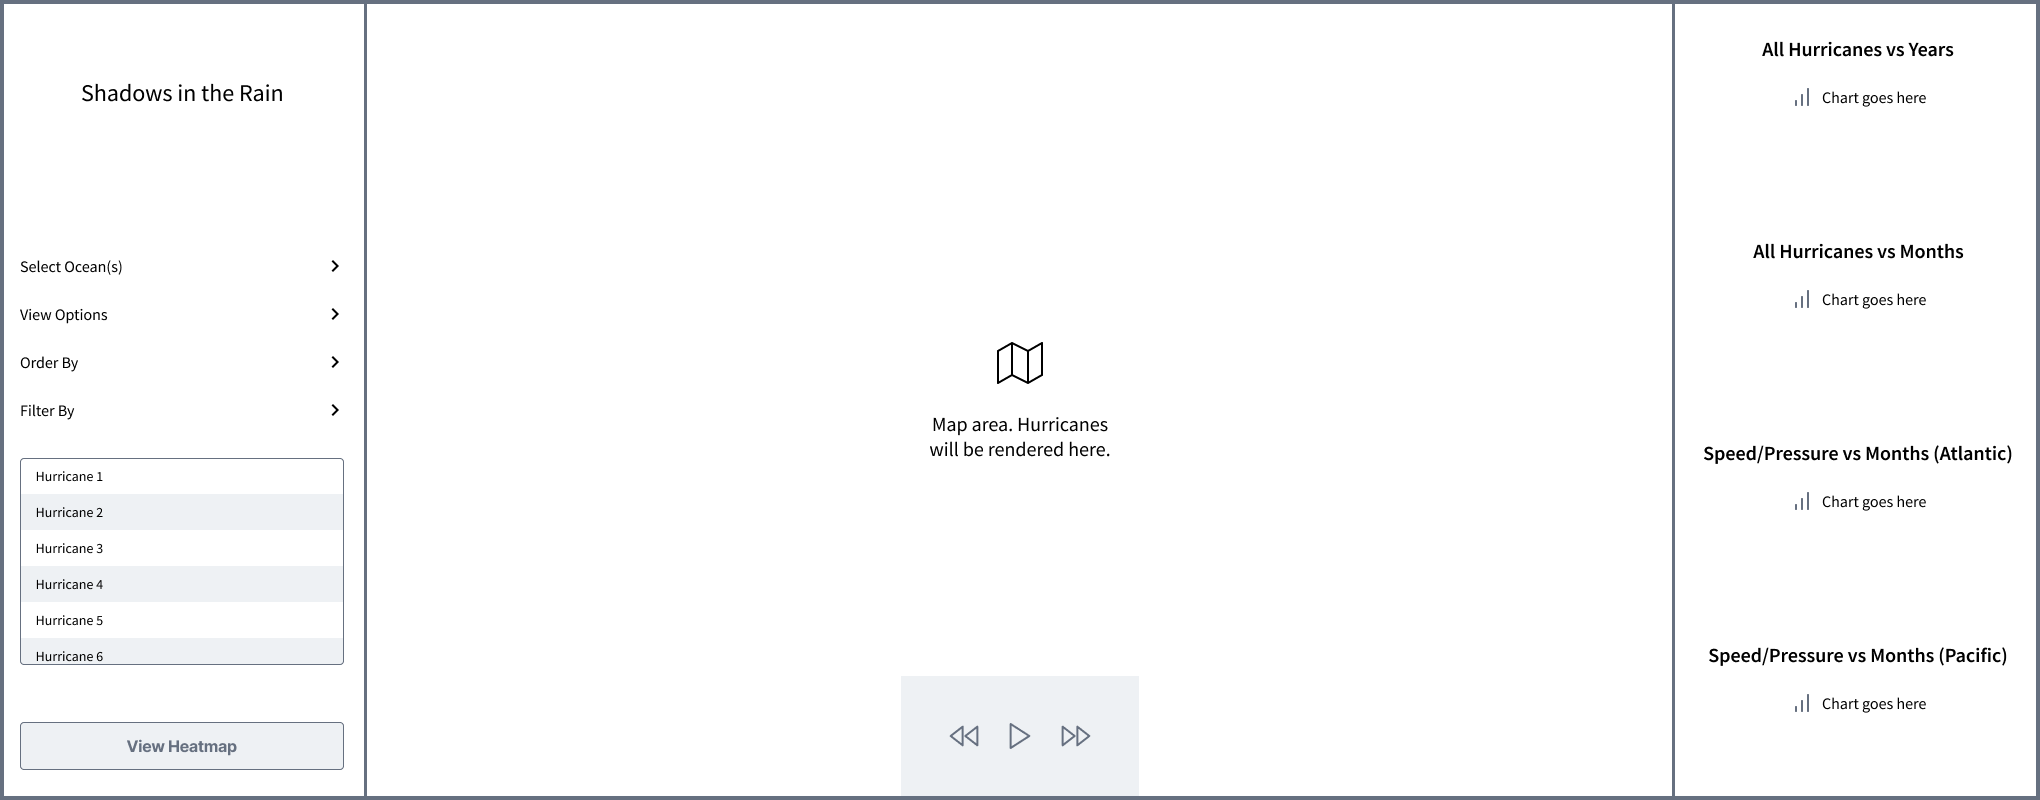 Shadows in the Rain
Select Ocean(s)
View Options
Order By
Filter By
Hurricane 1
Hurricane 2
Hurricane 3
Hurricane 4
Hurricane 5
Hurricane 6
View Heatmap
Map area. Hurricanes
will be rendered here.
All Hurricanes vs Years
Chart goes here
All Hurricanes vs Months
Chart goes here
Speed/Pressure vs Months (Atlantic)
Chart goes here
Speed/Pressure vs Months (Pacific)
Chart goes here